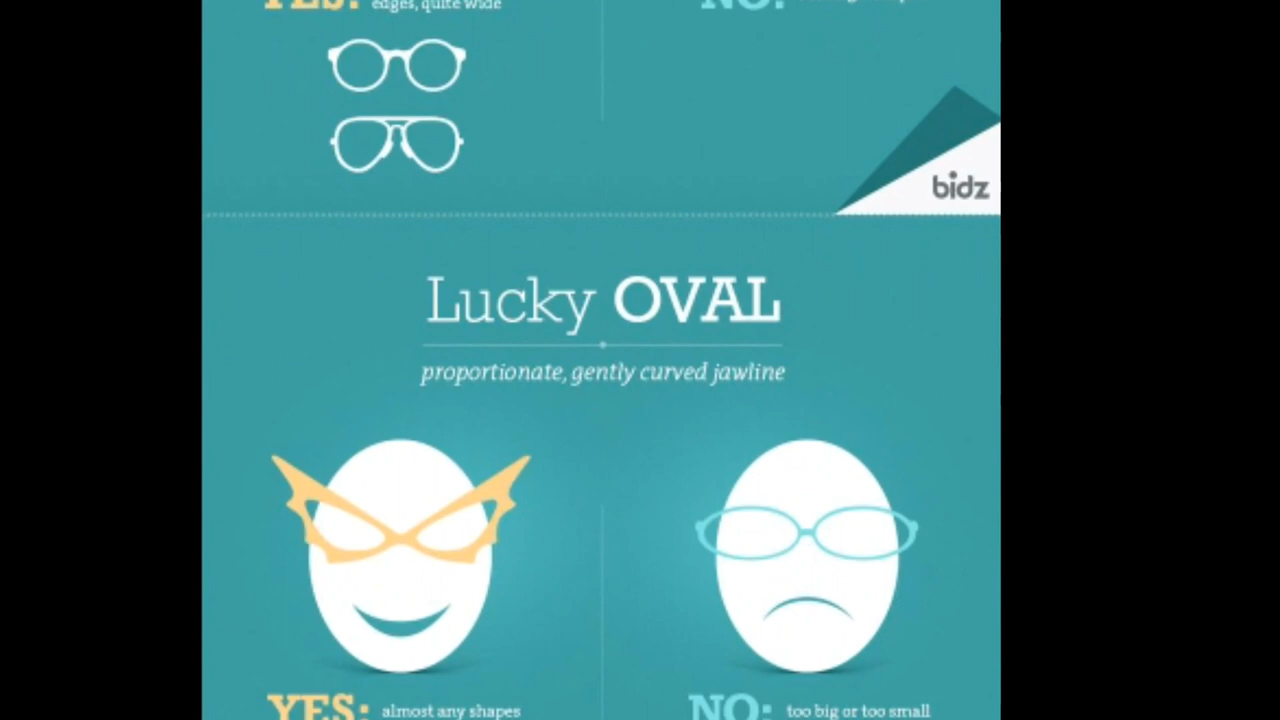 YES: edges, quite wide
NO:
bidz
Lucky OVAL
proportionate, gently curved jawline
YES: almost any shapes
NO: too big or too small